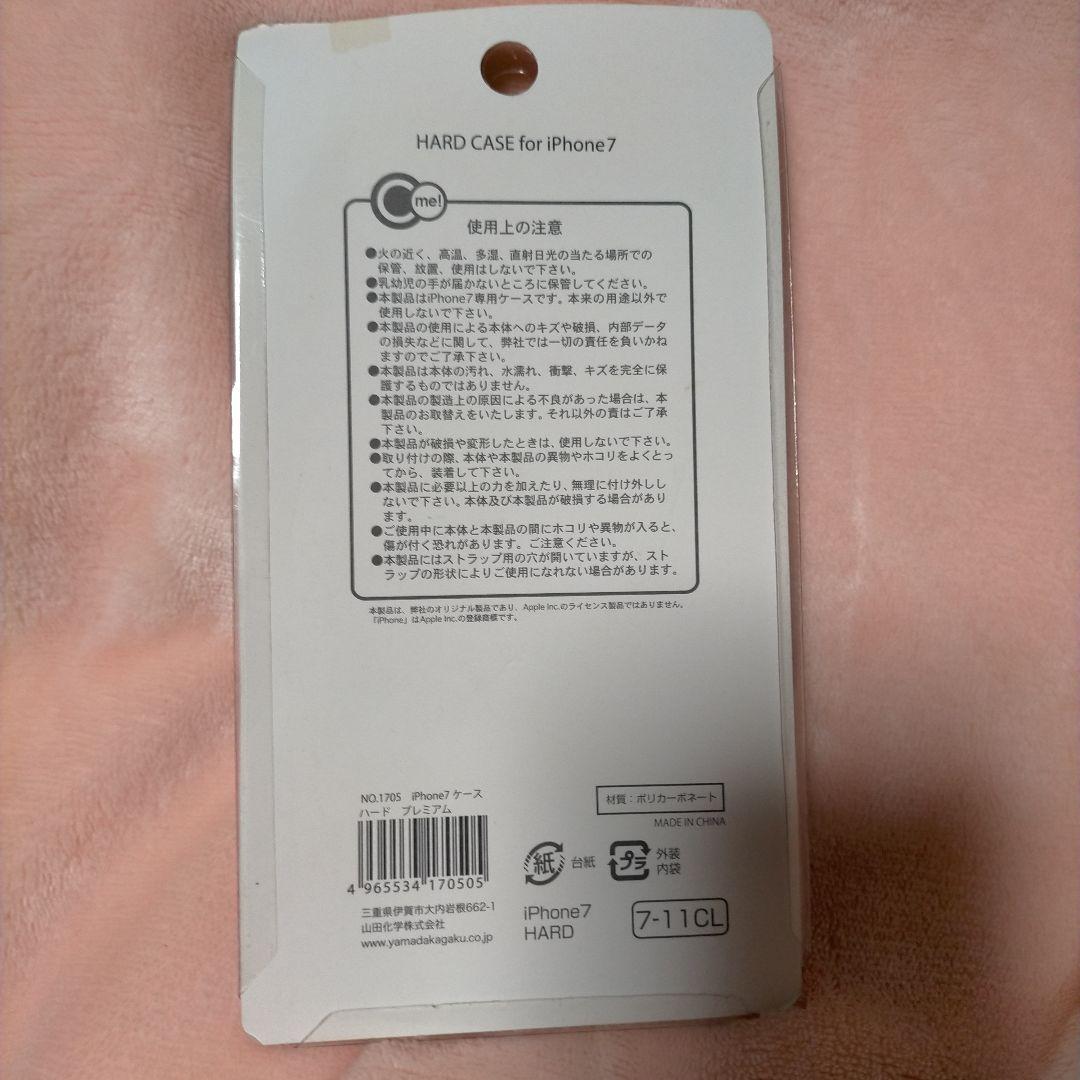 HARD CASE for iPhone7
me!
使用上の注意
●火の近く、高温、多湿、直射日光の当たる場所での
保管、放置、使用はしないで下さい。
●乳幼児の手が届かないところに保管してください。
●本製品はiPhone7専用ケースです。本来の用途以外で
使用しないで下さい。
●本製品の使用による本体へのキズや破損、内部データ
の損失などに関して、弊社では一切の責任を負いかね
ますのでご了承下さい。
●本製品は本体の汚れ、水濡れ、衝撃、キズを完全に保
護するものではありません。
●本製品の製造上の原因による不良があった場合は、本
製品のお取替えをいたします。それ以外の責はご了承
下さい。
●本製品が破損や変形したときは、使用しないで下さい。
●取り付けの際、本体や本製品の異物やホコリをよくとっ
てから、装着して下さい。
●本製品に必要以上の力を加えたり、無理に付け外しし
ないで下さい。本体及び本製品が破損する場合があり
ます。
●ご使用中に本体と本製品の間にホコリや異物が入ると、
傷が付く恐れがあります。ご注意ください。
●本製品にはストラップ用の穴が開いていますが、スト
ラップの形状によりご使用になれない場合があります。
本製品は、弊社のオリジナル製品であり、Apple Inc.のライセンス製品ではありません。
「iPhone」はApple Inc.の登録商標です。
NO.1705 iPhone7 ケース
ハード プレミアム
4 965534 170505
三重県伊賀市大内岩根662-1
山田化学株式会社
www.yamadakagaku.co.jp
材質：ポリカーボネート
MADE IN CHINA
紙 台紙
プラ 外装
内袋
iPhone7
HARD
7-11CL